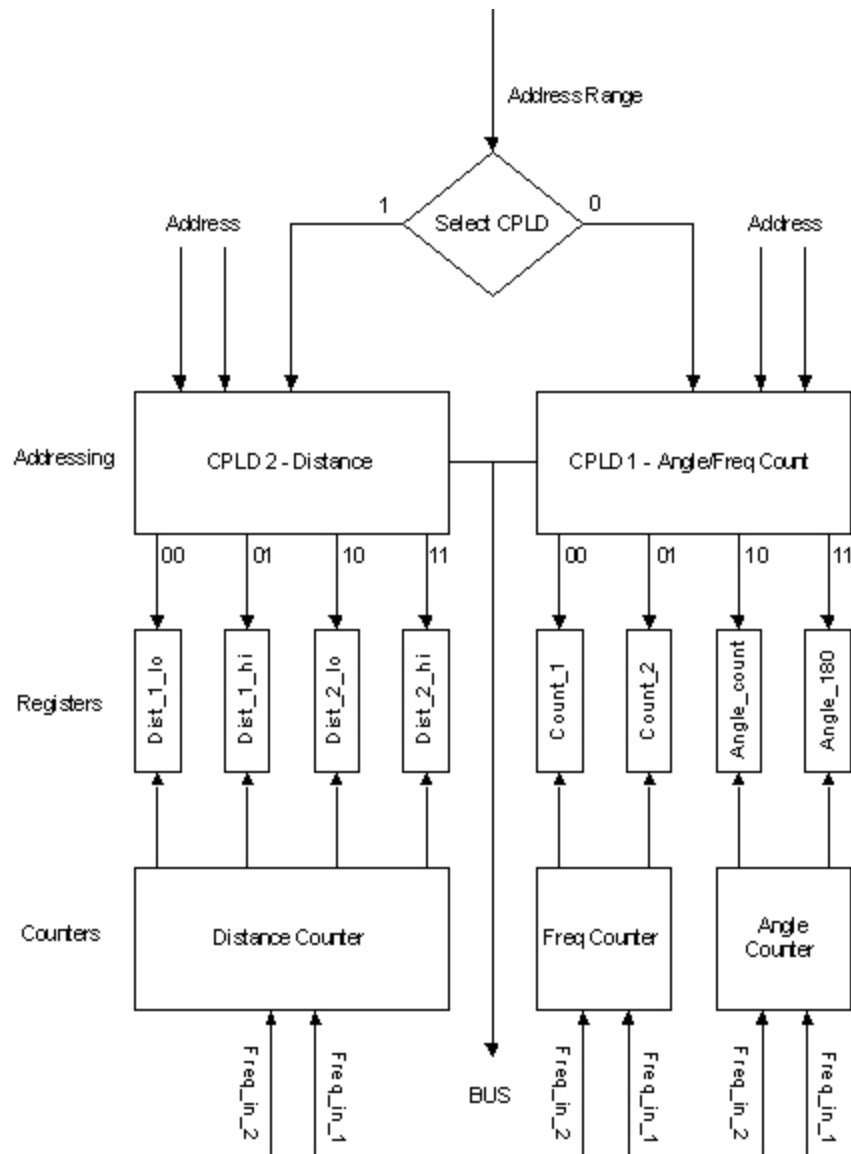 Address Range
1
0
Address
Select CPLD
Address
Addressing
CPLD 2 - Distance
CPLD 1 - Angle/Freq Count
00
01
10
11
00
01
10
11
Registers
Dist_1_lo
Dist_1_hi
Dist_2_lo
Dist_2_hi
Count_1
Count_2
Angle_count
Angle_180
Counters
Distance Counter
Freq Counter
Angle
Counter
Freq_in_2
Freq_in_1
BUS
Freq_in_2
Freq_in_1
Freq_in_2
Freq_in_1